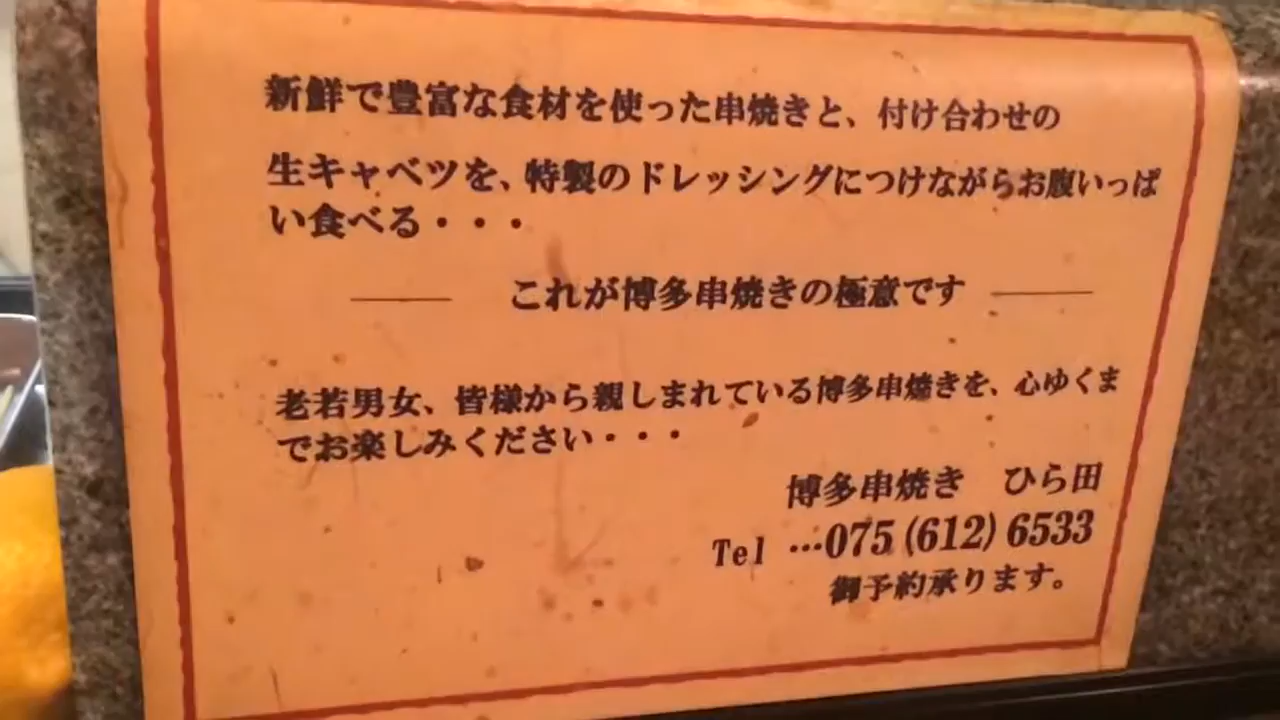 新鮮で豊富な食材を使った串焼きと、付け合わせの
生キャベツを、特製のドレッシングにつけながらお腹いっぱ
い食べる・・・
これが博多串焼きの極意です
老若男女、皆様から親しまれている博多串焼きを、心ゆくま
でお楽しみください・・・
博多串焼き　ひら田
Tel …075 (612) 6533
御予約承ります。